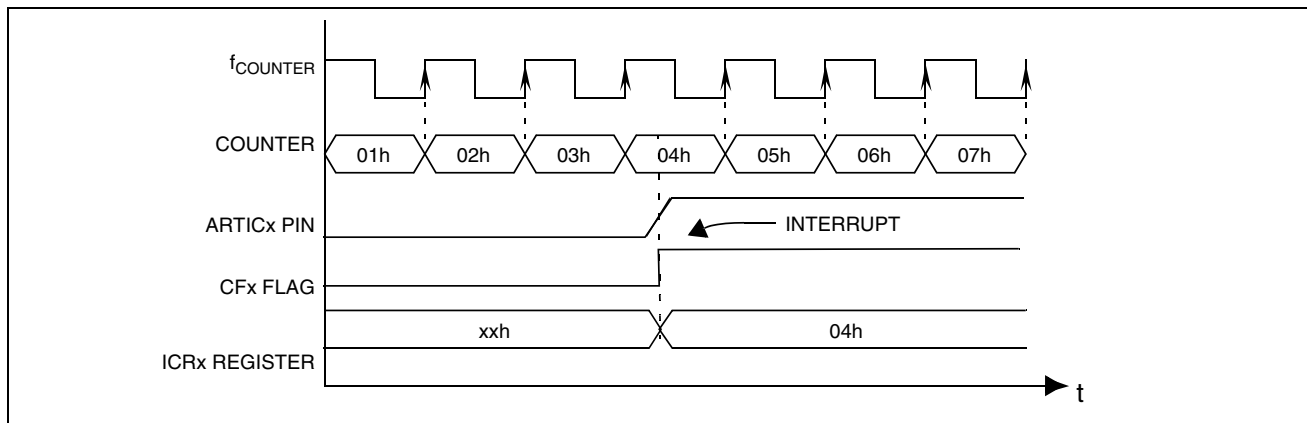 fCOUNTER
COUNTER 01h 02h 03h 04h 05h 06h 07h
ARTICx PIN INTERRUPT
CFx FLAG
xxh 04h
ICRx REGISTER
t